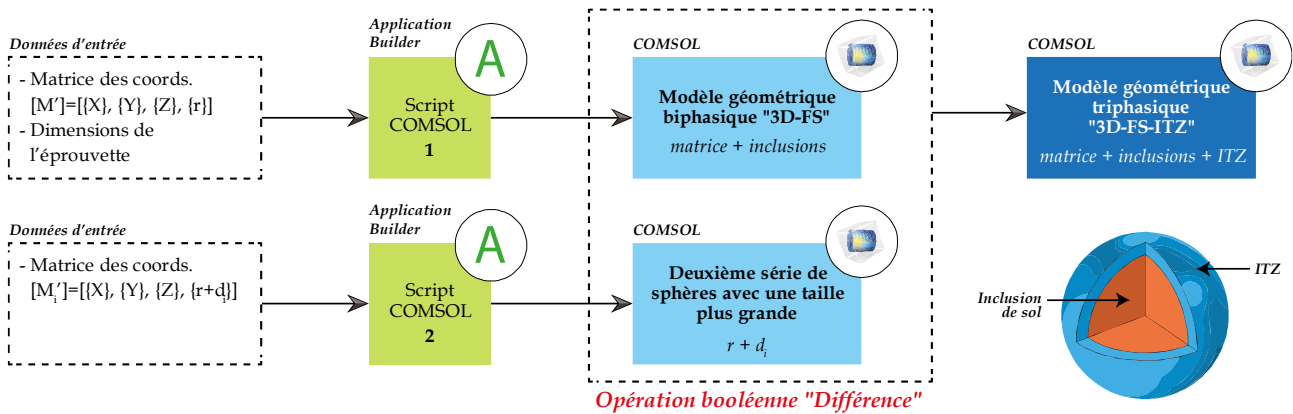 Données d'entrée
- Matrice des coords.
[M']=[{X}, {Y}, {Z}, {r}]
- Dimensions de
l'éprouvette
Application
Builder
A
Script
COMSOL
1
COMSOL
Modèle géométrique
biphasique "3D-FS"
matrice + inclusions
COMSOL
Modèle géométrique
triphasique
"3D-FS-ITZ"
matrice + inclusions + ITZ
Données d'entrée
- Matrice des coords.
[Mi']=[{X}, {Y}, {Z}, {r+di}]
Application
Builder
A
Script
COMSOL
2
COMSOL
Deuxième série de
sphères avec une taille
plus grande
r + di
ITZ
Inclusion
de sol
Opération booléenne "Différence"